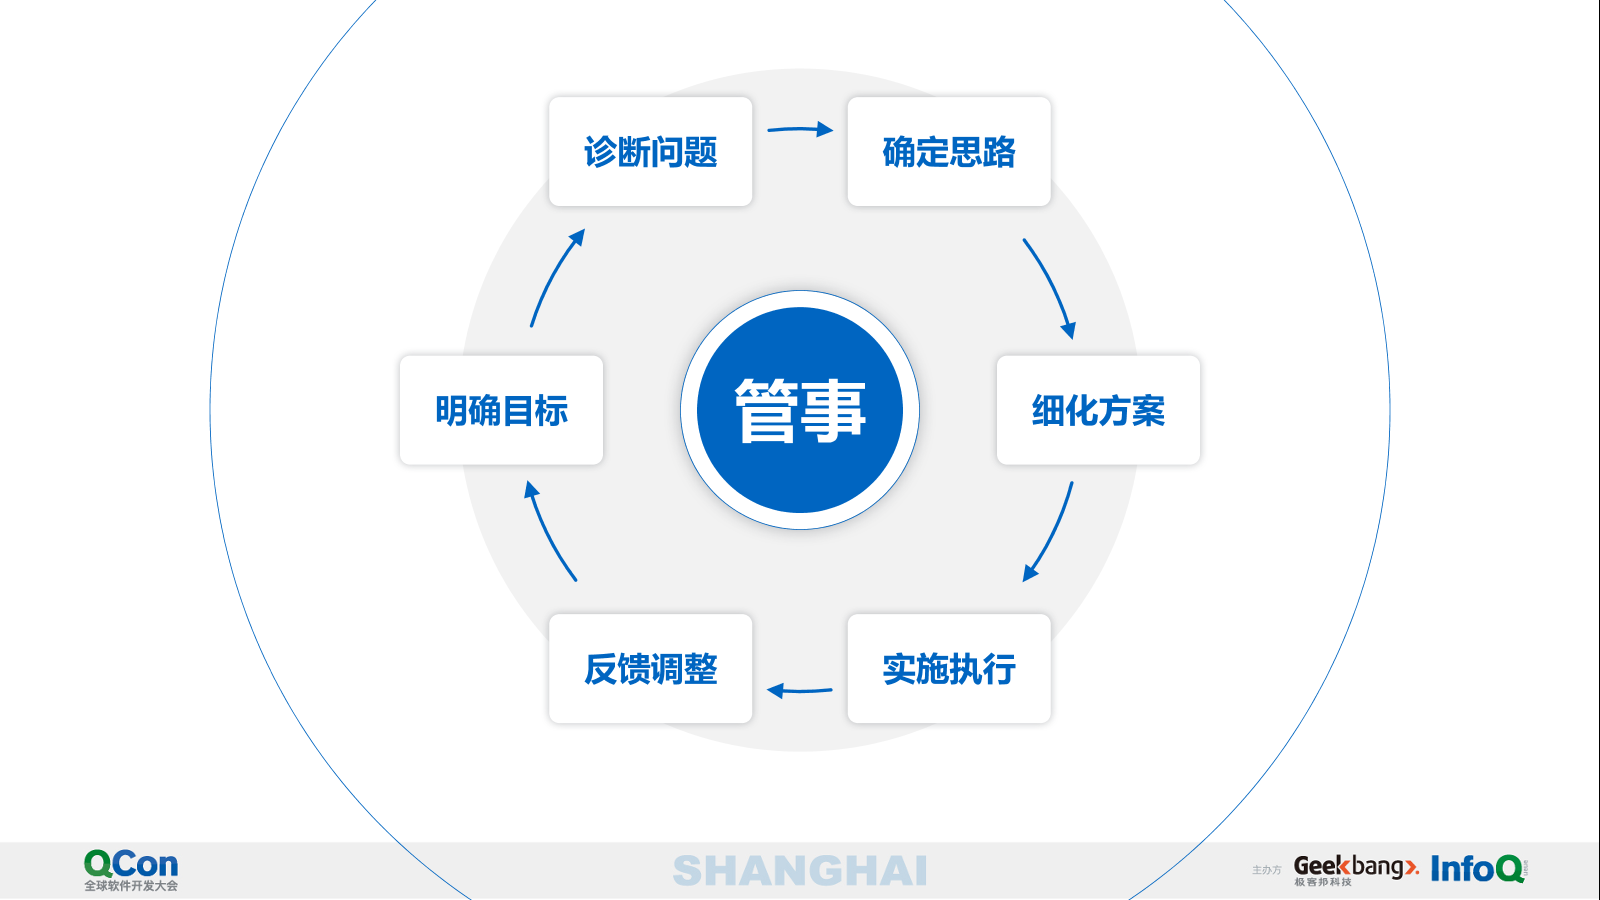 诊断问题
确定思路
管事
明确目标
细化方案
反馈调整
实施执行
QCon
全球软件开发大会
SHANGHAI
主办方
Geekbang>.
极客邦科技
InfoQ